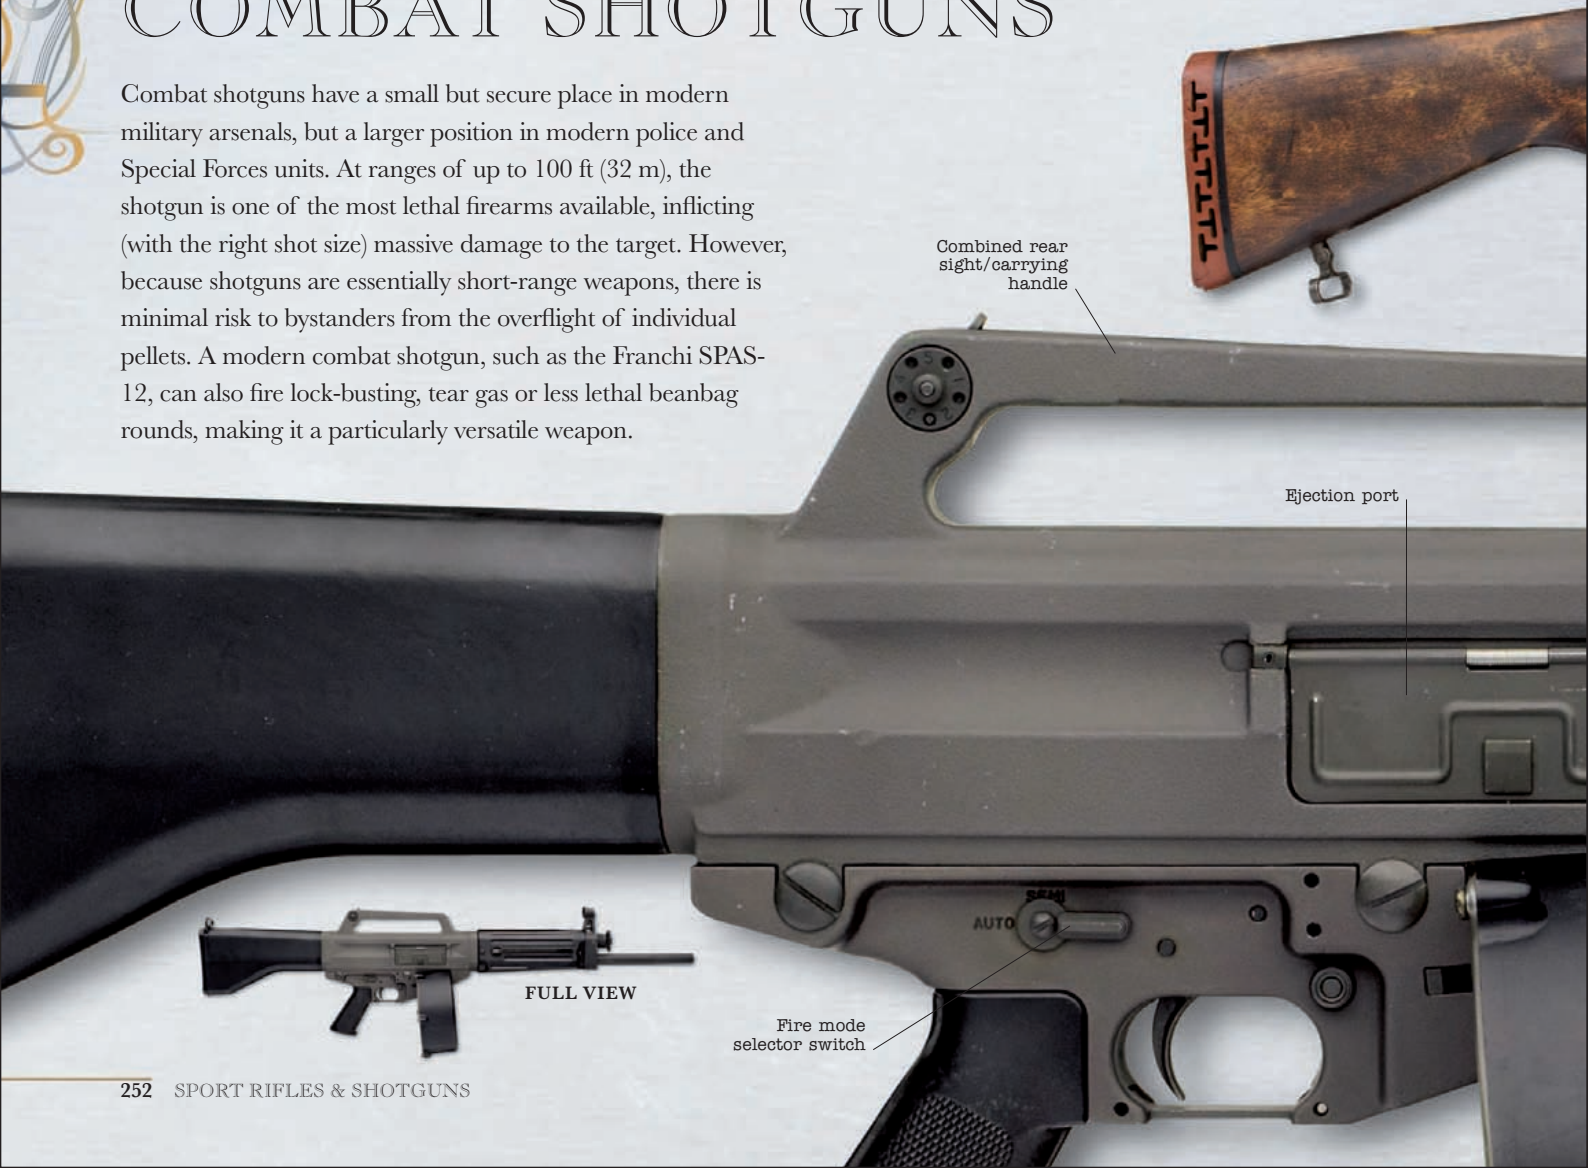 COMBAT SHOTGUNS
Combat shotguns have a small but secure place in modern
military arsenals, but a larger position in modern police and
Special Forces units. At ranges of up to 100 ft (32 m), the
shotgun is one of the most lethal firearms available, inflicting
(with the right shot size) massive damage to the target. However,
because shotguns are essentially short-range weapons, there is
minimal risk to bystanders from the overflight of individual
pellets. A modern combat shotgun, such as the Franchi SPAS-
12, can also fire lock-busting, tear gas or less lethal beanbag
rounds, making it a particularly versatile weapon.
Combined rear
sight/carrying
handle
5
1
2
3
Ejection port
SEMI
AUTO
FULL VIEW
Fire mode
selector switch
252 SPORT RIFLES & SHOTGUNS